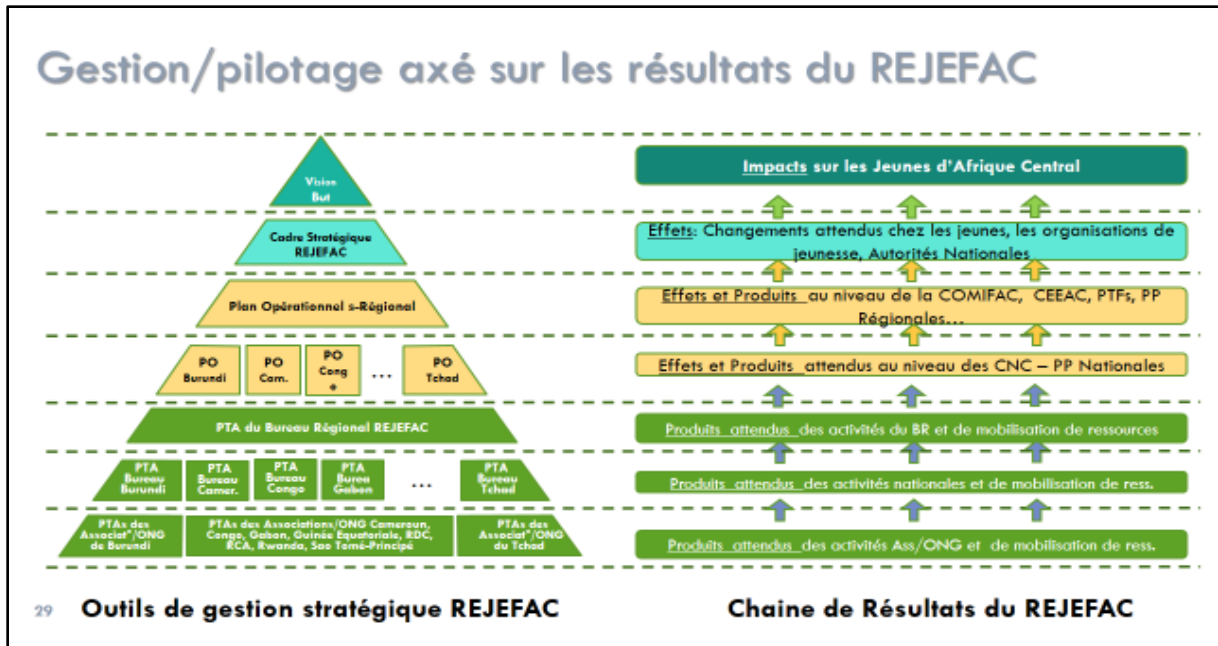 Gestion/pilotage axé sur les résultats du REJEFAC
Vision
But
Cadre Stratégique
REJEFAC
Plan Opérationnel s-Régional
PO
Burundi
PO
Cam.
PO
Cong
o
...
PO
Tchad
PTA du Bureau Régional REJEFAC
PTA
Bureau
Burundi
PTA
Bureau
Camer.
PTA
Bureau
Congo
PTA
Burea
Gabon
...
PTA
Bureau
Tchad
PTAs des
Associat°/ONG
de Burundi
PTAs des Associations/ONG Cameroun,
Congo, Gabon, Guinée Equatoriale, RDC,
RCA, Rwanda, Sao Tomé-Principé
PTAs des
Associat°/ONG
du Tchad
Impacts sur les Jeunes d'Afrique Central
Effets: Changements attendus chez les jeunes, les organisations de
jeunesse, Autorités Nationales
Effets et Produits au niveau de la COMIFAC, CEEAC, PTFs, PP
Régionales...
Effets et Produits attendus au niveau des CNC – PP Nationales
Produits attendus des activités du BR et de mobilisation de ressources
Produits attendus des activités nationales et de mobilisation de ress.
Produits attendus des activités Ass/ONG et de mobilisation de ress.
29
Outils de gestion stratégique REJEFAC
Chaine de Résultats du REJEFAC